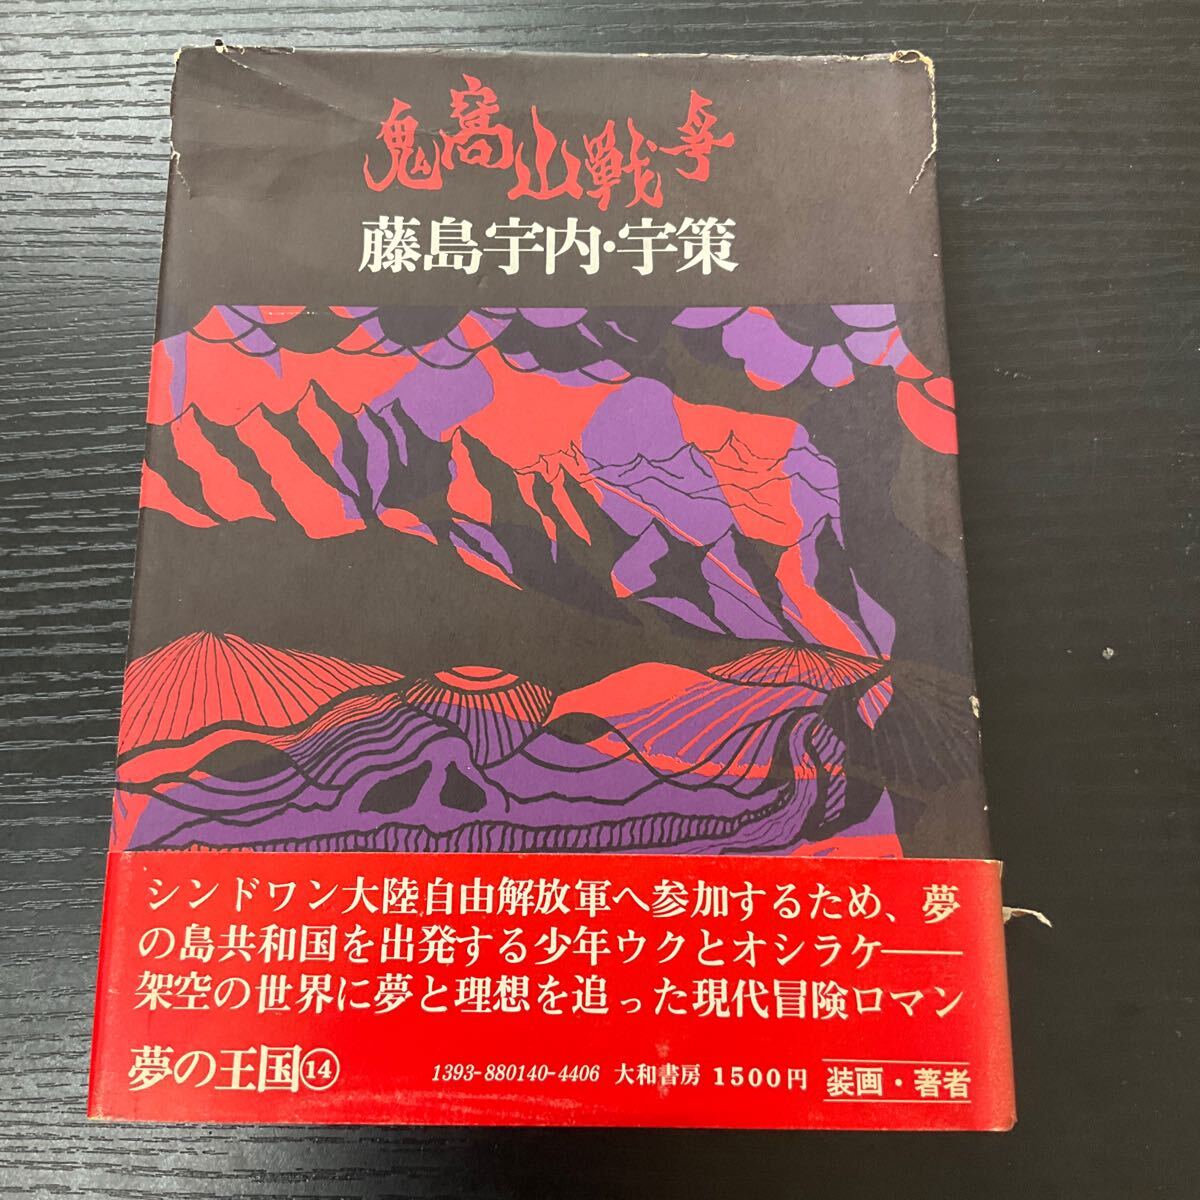 鬼窩山戦争
藤島宇内・宇策
シンドワン大陸自由解放軍へ参加するため、夢
の島共和国を出発する少年ウクとオシラケ——
架空の世界に夢と理想を追った現代冒険ロマン
夢の王国⑭
1393-880140-4406 大和書房 1500円 装画・著者